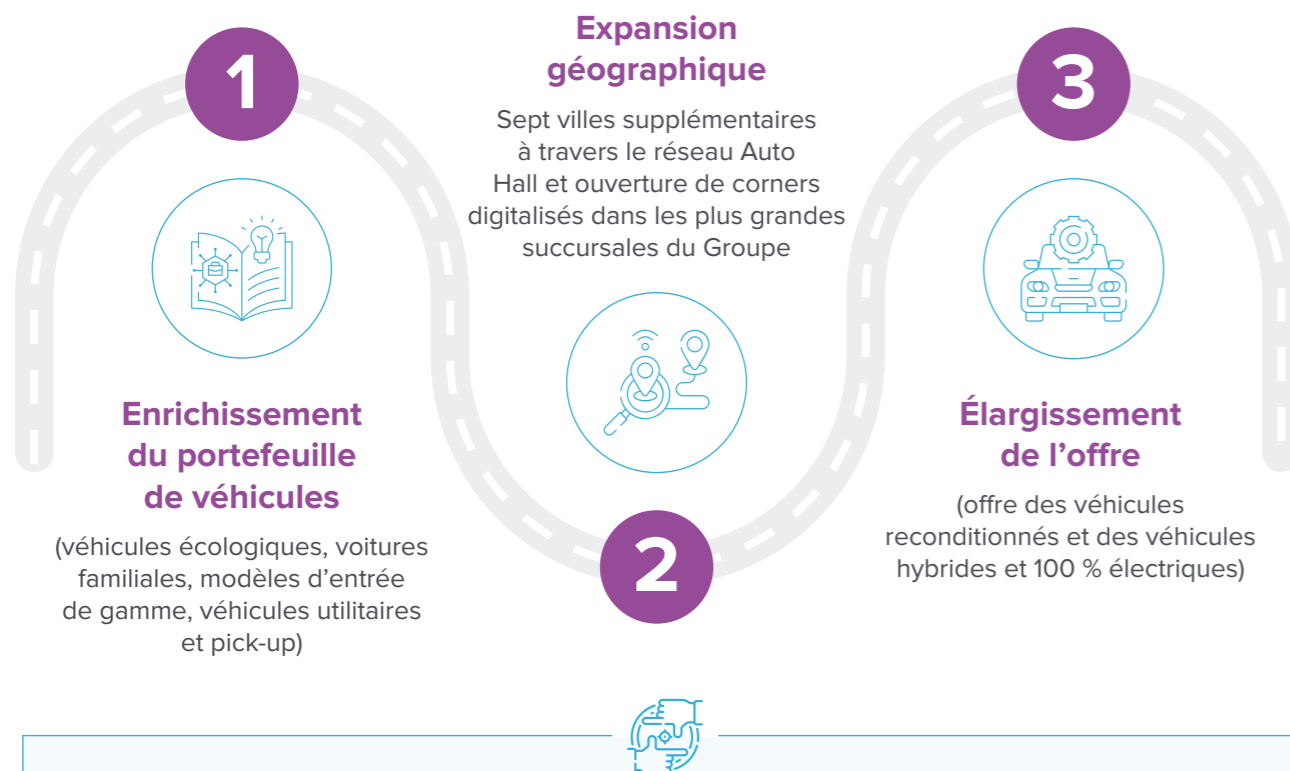 1
Enrichissement
du portefeuille
de véhicules
(véhicules écologiques, voitures
familiales, modèles d’entrée
de gamme, véhicules utilitaires
et pick-up)
Expansion
géographique
Sept villes supplémentaires
à travers le réseau Auto
Hall et ouverture de corners
digitalisés dans les plus grandes
succursales du Groupe
2
3
Élargissement
de l’offre
(offre des véhicules
reconditionnés et des véhicules
hybrides et 100 % électriques)